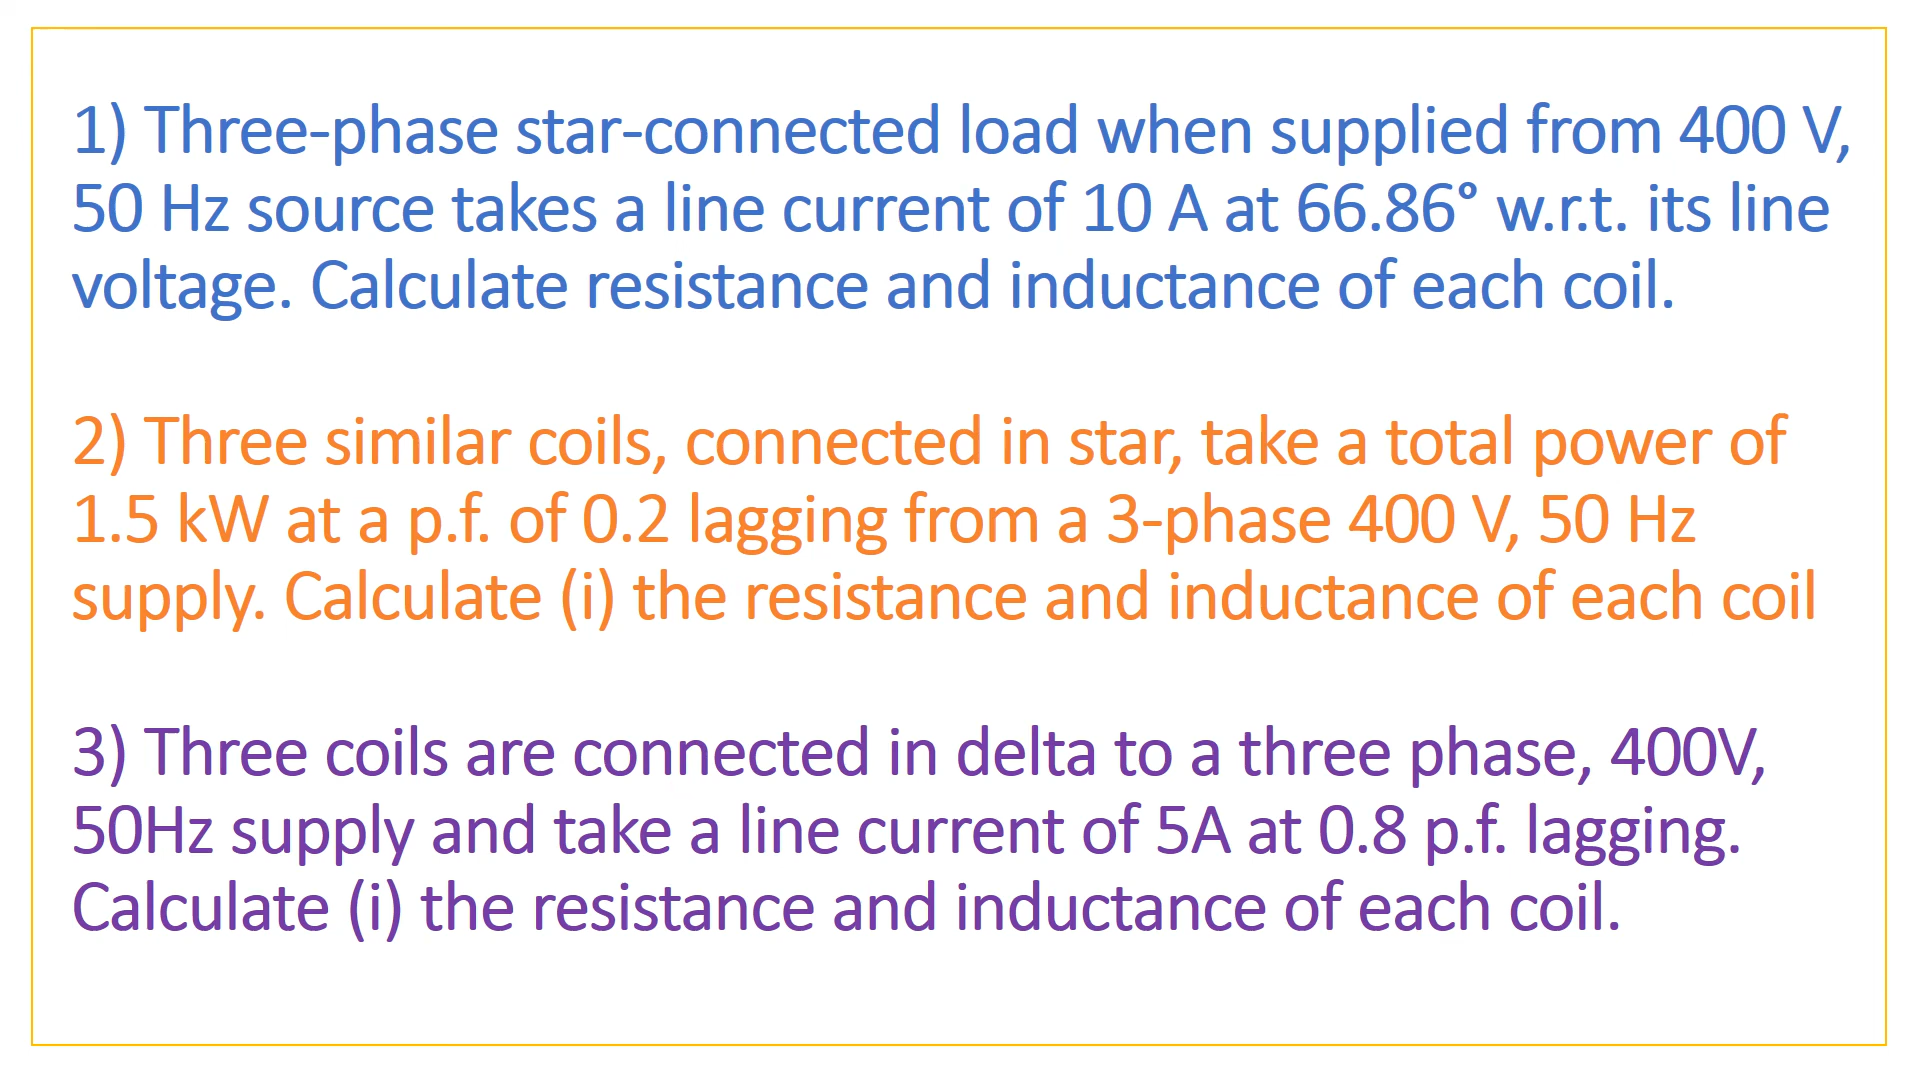 1) Three-phase star-connected load when supplied from 400 V,
50 Hz source takes a line current of 10 A at 66.86° w.r.t. its line
voltage. Calculate resistance and inductance of each coil.
2) Three similar coils, connected in star, take a total power of
1.5 kW at a p.f. of 0.2 lagging from a 3-phase 400 V, 50 Hz
supply. Calculate (i) the resistance and inductance of each coil
3) Three coils are connected in delta to a three phase, 400V,
50Hz supply and take a line current of 5A at 0.8 p.f. lagging.
Calculate (i) the resistance and inductance of each coil.